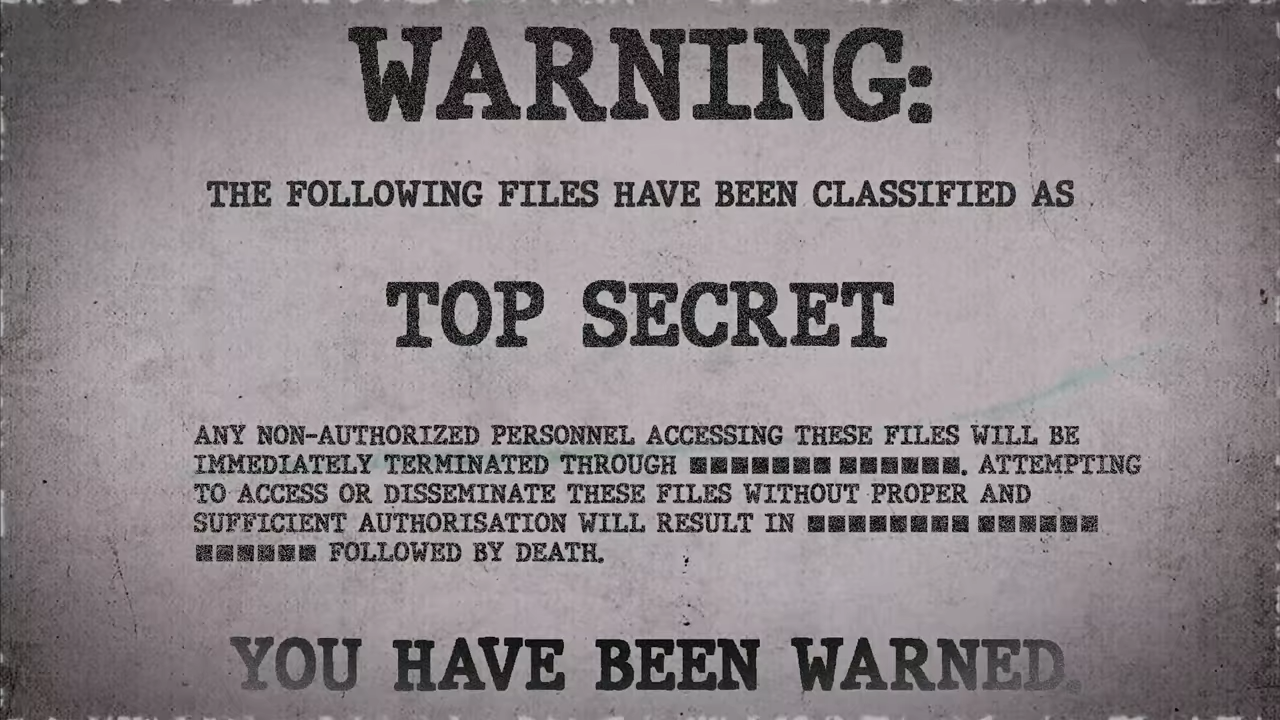 WARNING:
THE FOLLOWING FILES HAVE BEEN CLASSIFIED AS
TOP SECRET
ANY NON-AUTHORIZED PERSONNEL ACCESSING THESE FILES WILL BE
IMMEDIATELY TERMINATED THROUGH ■■■■■■■ ■■■■■■. ATTEMPTING
TO ACCESS OR DISSEMINATE THESE FILES WITHOUT PROPER AND
SUFFICIENT AUTHORISATION WILL RESULT IN ■■■■■■■■ ■■■■■■
■■■■■■ FOLLOWED BY DEATH.
YOU HAVE BEEN WARNED.